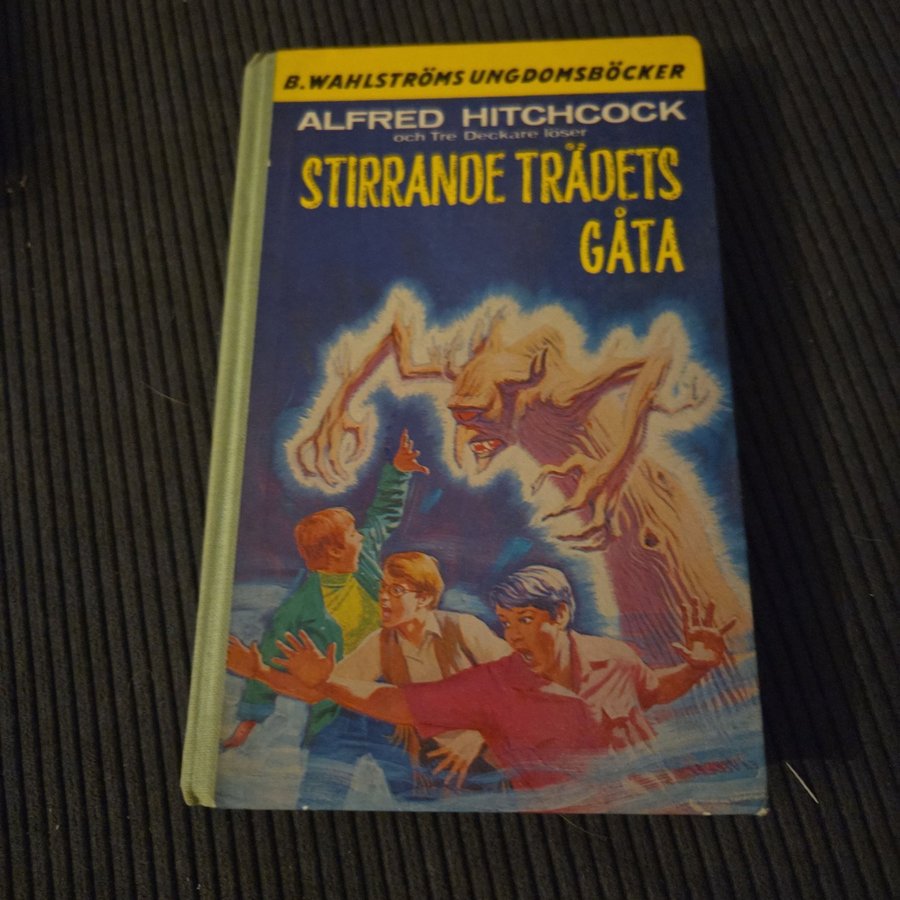 B. WAHLSTRÖMS UNGDOMSBÖCKER
ALFRED HITCHCOCK
och Tre Deckare löser
STIRRANDE TRÄDETS
GÅTA